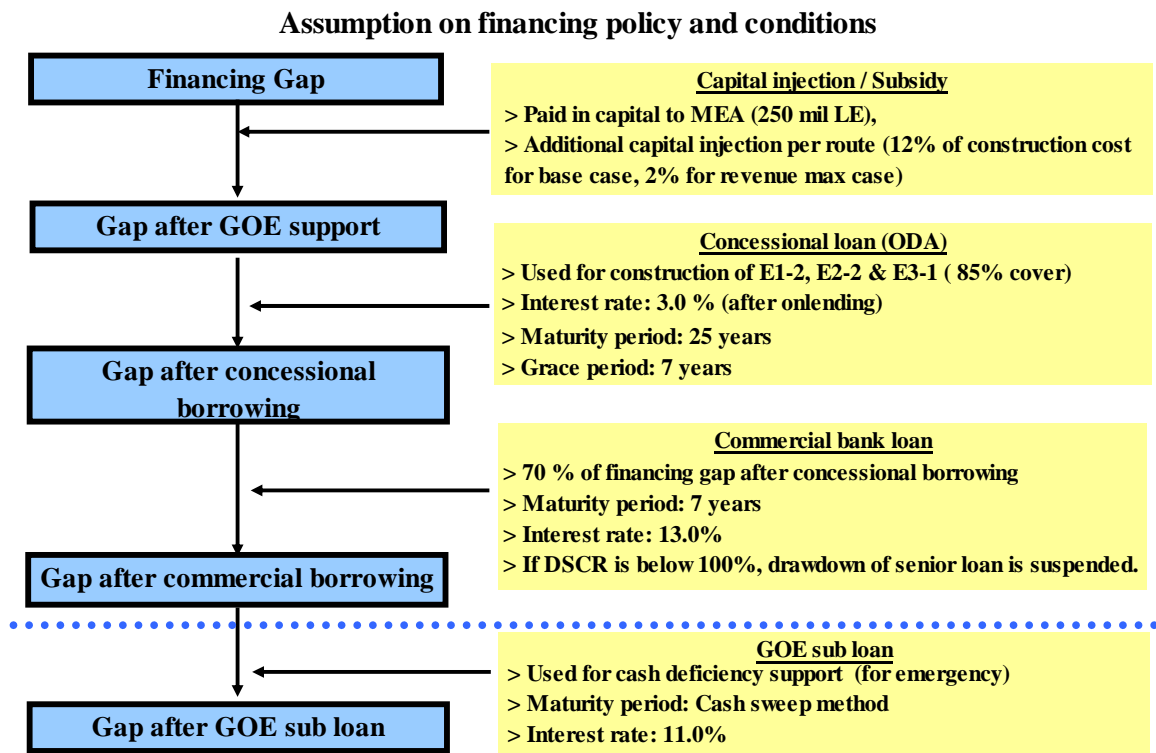 Assumption on financing policy and conditions
Financing Gap
Capital injection / Subsidy
> Paid in capital to MEA (250 mil LE),
> Additional capital injection per route (12% of construction cost
for base case, 2% for revenue max case)
Gap after GOE support
Concessional loan (ODA)
> Used for construction of E1-2, E2-2 & E3-1 ( 85% cover)
> Interest rate: 3.0 % (after onlending)
> Maturity period: 25 years
> Grace period: 7 years
Gap after concessional
borrowing
Commercial bank loan
> 70 % of financing gap after concessional borrowing
> Maturity period: 7 years
> Interest rate: 13.0%
> If DSCR is below 100%, drawdown of senior loan is suspended.
Gap after commercial borrowing
GOE sub loan
> Used for cash deficiency support (for emergency)
> Maturity period: Cash sweep method
> Interest rate: 11.0%
Gap after GOE sub loan